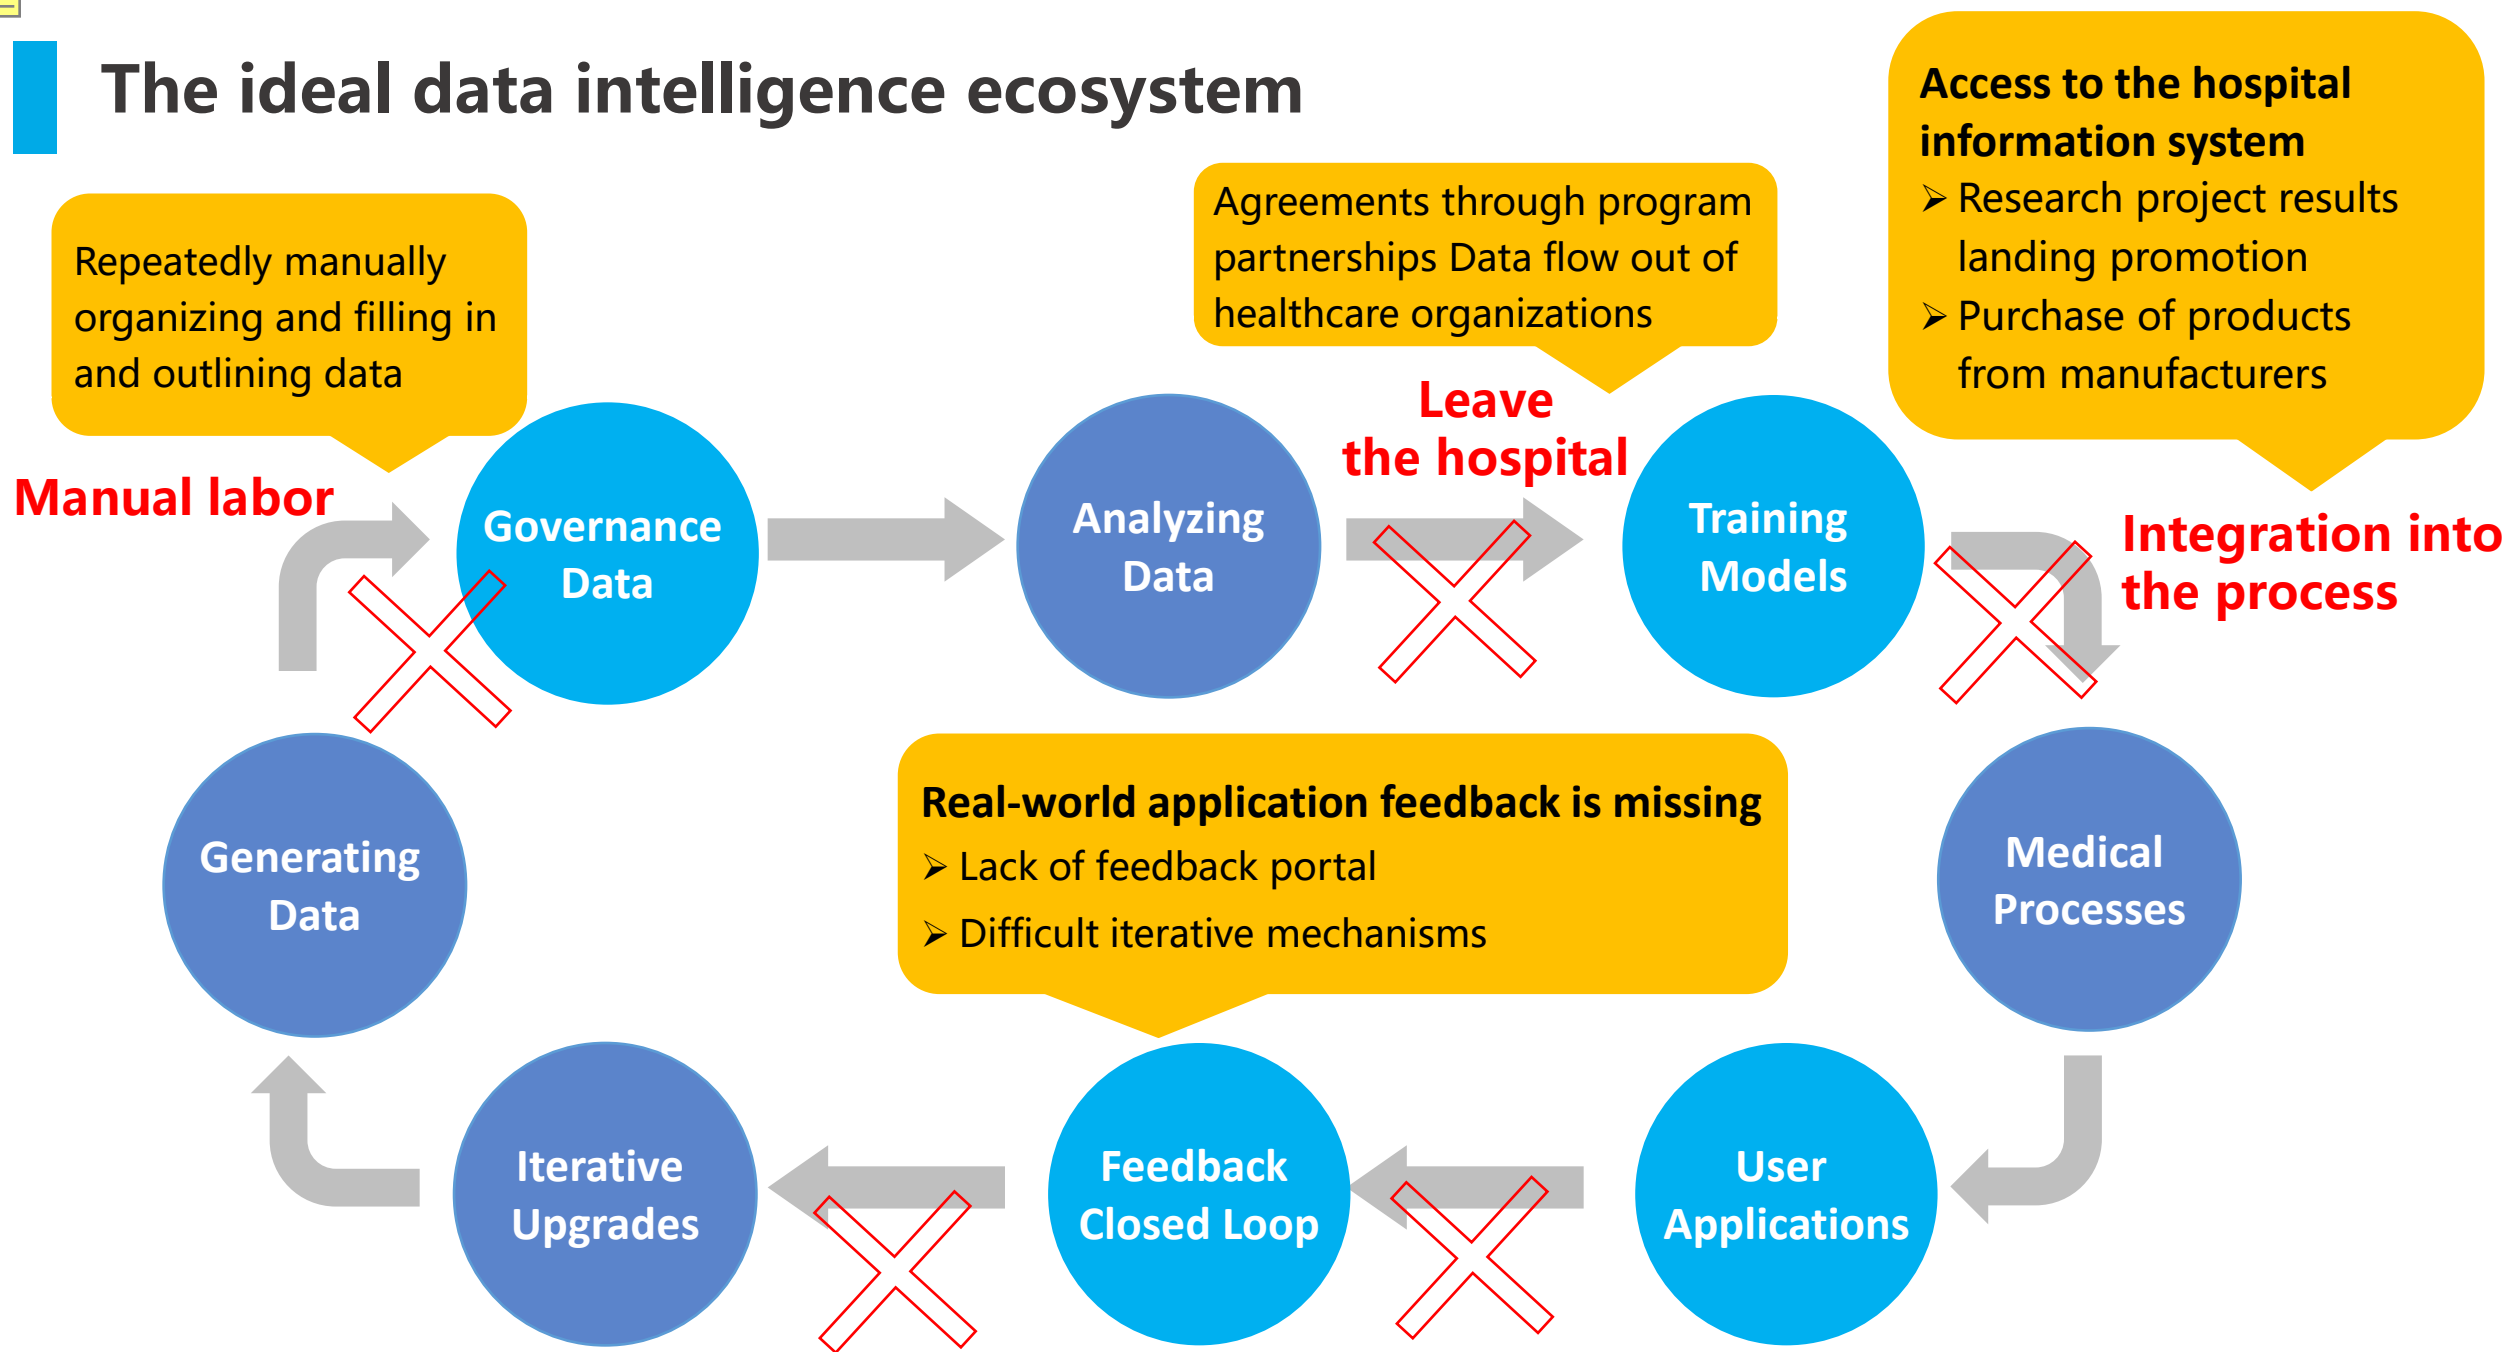 The ideal data intelligence ecosystem
Access to the hospital
information system
➢ Research project results
landing promotion
➢ Purchase of products
from manufacturers
Agreements through program
partnerships Data flow out of
healthcare organizations
Repeatedly manually
organizing and filling in
and outlining data
Leave
the hospital
Manual labor
Integration into
the process
Governance
Data
Analyzing
Data
Training
Models
Real-world application feedback is missing
➢ Lack of feedback portal
➢ Difficult iterative mechanisms
Generating
Data
Medical
Processes
Iterative
Upgrades
Feedback
Closed Loop
User
Applications